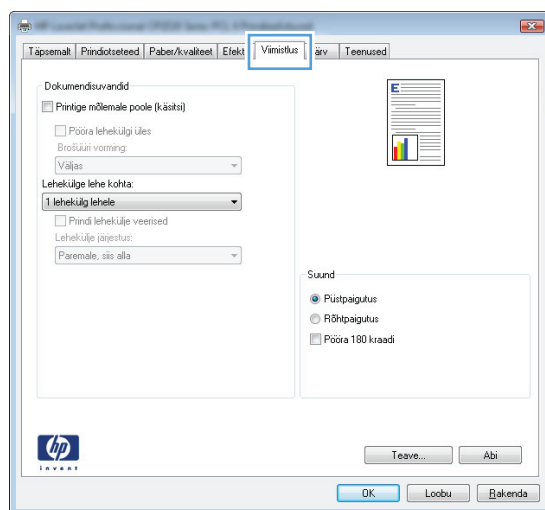 Täpsemalt Prindiotseteed Paber/kvaliteet Efekt Viimistlus ärv Teenused
Dokumendisuvandid
Printige mõlemale poole (käsitsi)
Pööra lehekülgi üles
Brošüüri vorming:
Väljas
Lehekülge lehe kohta:
1 lehekülg lehele
Prindi lehekülje veerised
Lehekülje järjestus:
Paremale, siis alla
E
Suund
Püstpaigutus
Rõhtpaigutus
Pööra 180 kraadi
hp
invent
Teave... Abi
OK Loobu Rakenda